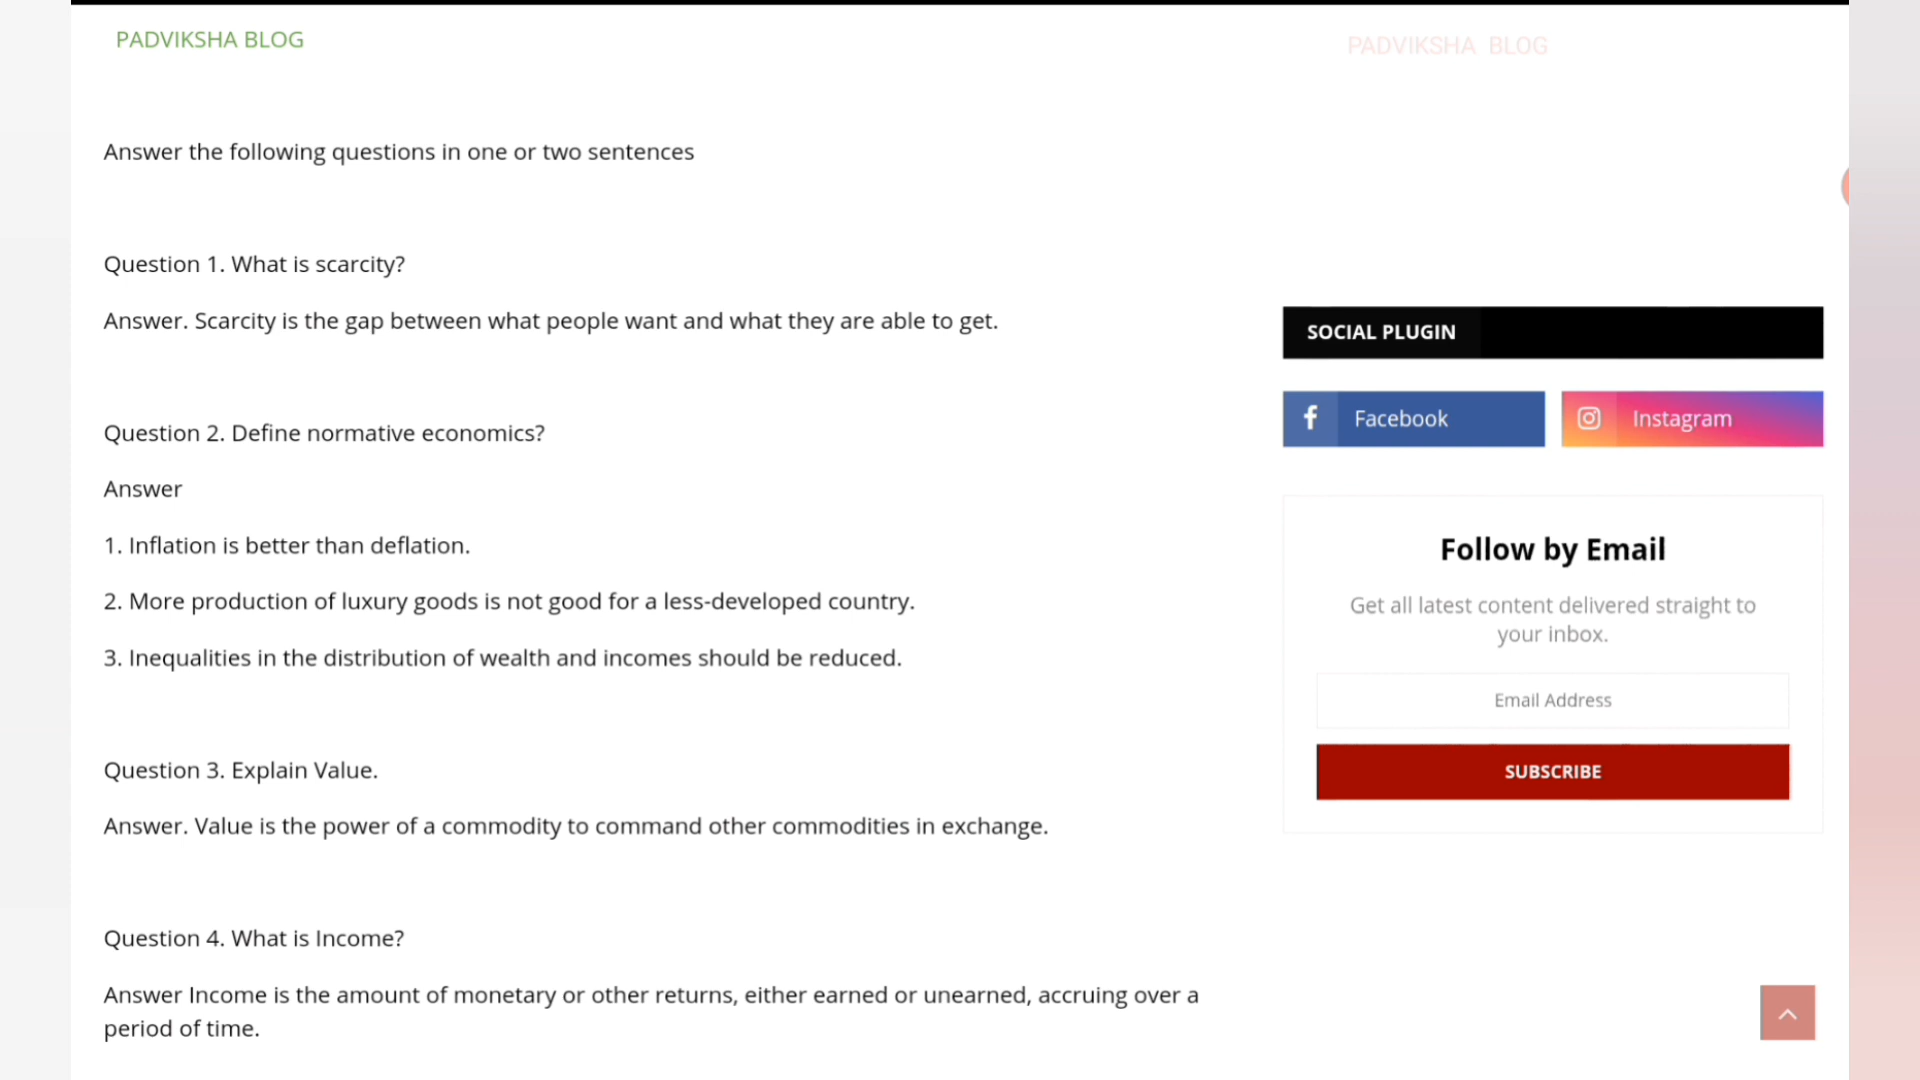 PADVIKSHA BLOG
PADVIKSHA BLOG
Answer the following questions in one or two sentences
Question 1. What is scarcity?
Answer. Scarcity is the gap between what people want and what they are able to get.
Question 2. Define normative economics?
Answer
1. Inflation is better than deflation.
2. More production of luxury goods is not good for a less-developed country.
3. Inequalities in the distribution of wealth and incomes should be reduced.
Question 3. Explain Value.
Answer. Value is the power of a commodity to command other commodities in exchange.
Question 4. What is Income?
Answer Income is the amount of monetary or other returns, either earned or unearned, accruing over a
period of time.
SOCIAL PLUGIN
Facebook
Instagram
Follow by Email
Get all latest content delivered straight to
your inbox.
Email Address
SUBSCRIBE